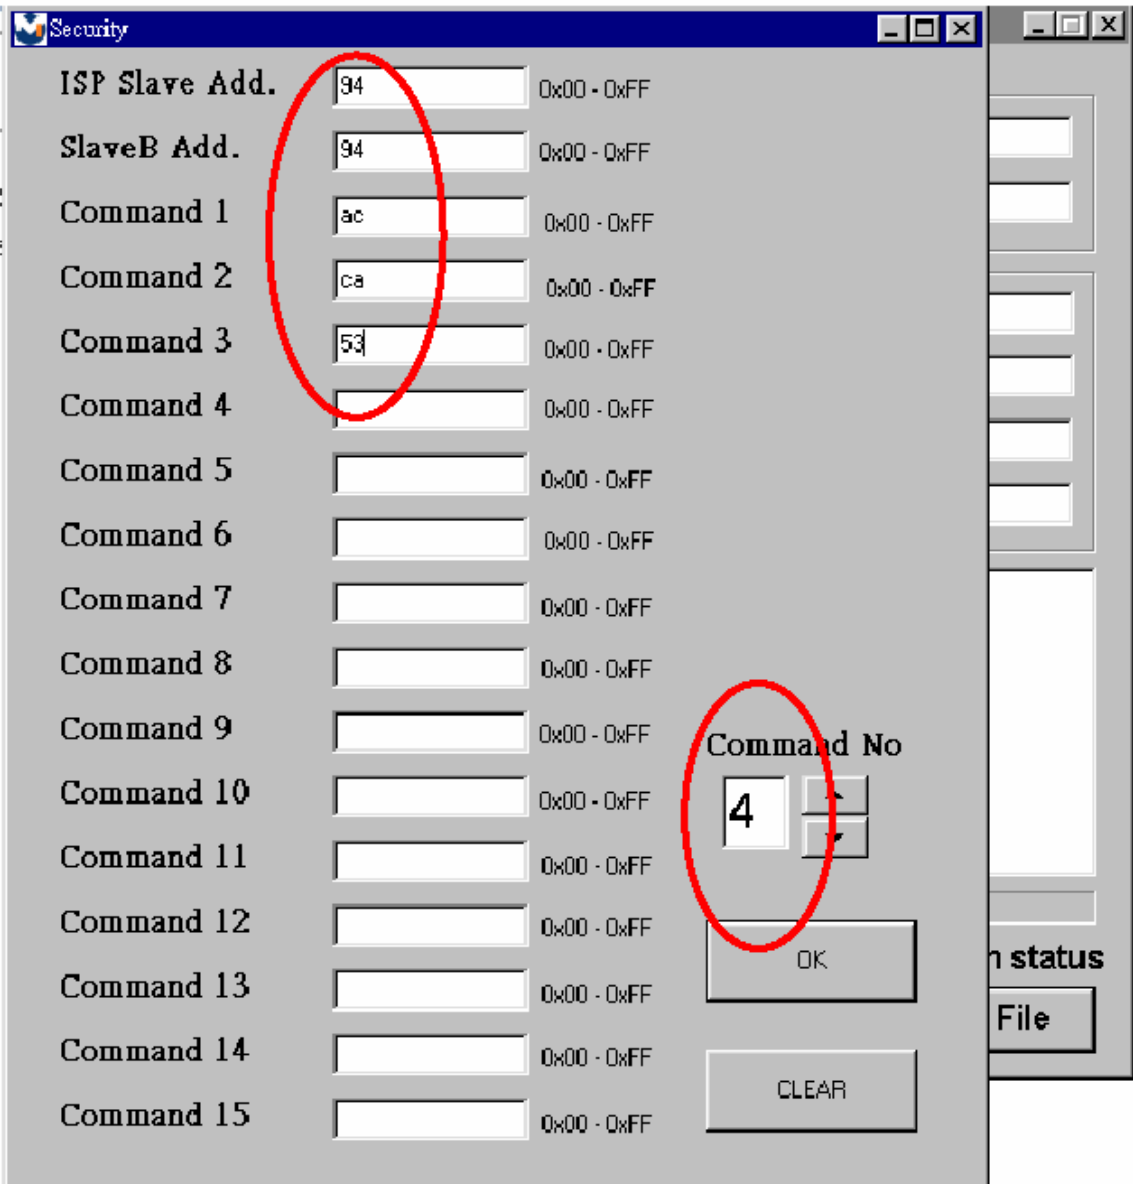 Security
ISP Slave Add. 94 0x00 - 0xFF
SlaveB Add. 94 0x00 - 0xFF
Command 1 ac 0x00 - 0xFF
Command 2 ca 0x00 - 0xFF
Command 3 53 0x00 - 0xFF
Command 4 0x00 - 0xFF
Command 5 0x00 - 0xFF
Command 6 0x00 - 0xFF
Command 7 0x00 - 0xFF
Command 8 0x00 - 0xFF
Command 9 0x00 - 0xFF
Command 10 0x00 - 0xFF
Command 11 0x00 - 0xFF
Command 12 0x00 - 0xFF
Command 13 0x00 - 0xFF
Command 14 0x00 - 0xFF
Command 15 0x00 - 0xFF
Command No
4
OK
CLEAR
status
File